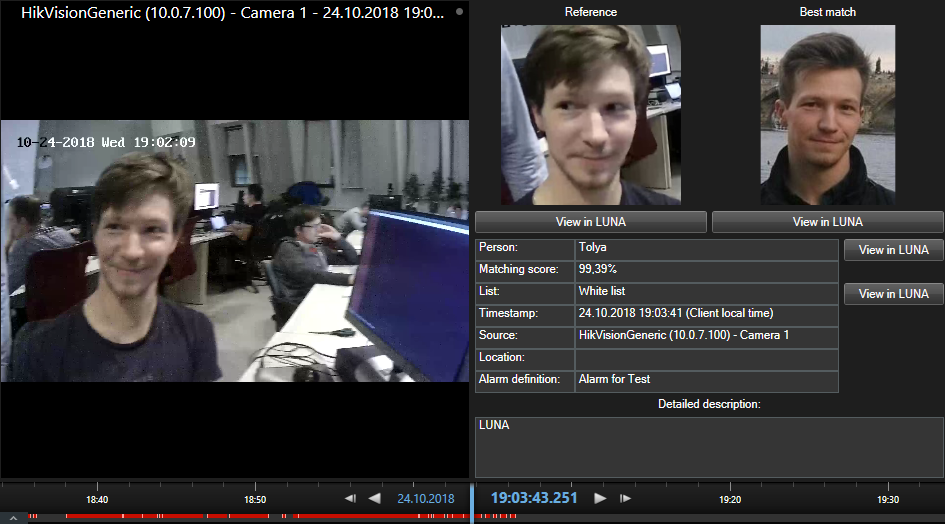 HikVisionGeneric (10.0.7.100) - Camera 1 - 24.10.2018 19:0...
10-24-2018 Wed 19:02:09
Reference
Best match
View in LUNA
View in LUNA
Person: Tolya
View in LUNA
Matching score: 99,39%
List: White list
View in LUNA
Timestamp: 24.10.2018 19:03:41 (Client local time)
Source: HikVisionGeneric (10.0.7.100) - Camera 1
Location:
Alarm definition: Alarm for Test
Detailed description:
LUNA
18:40 18:50 24.10.2018 19:03:43.251 19:20 19:30